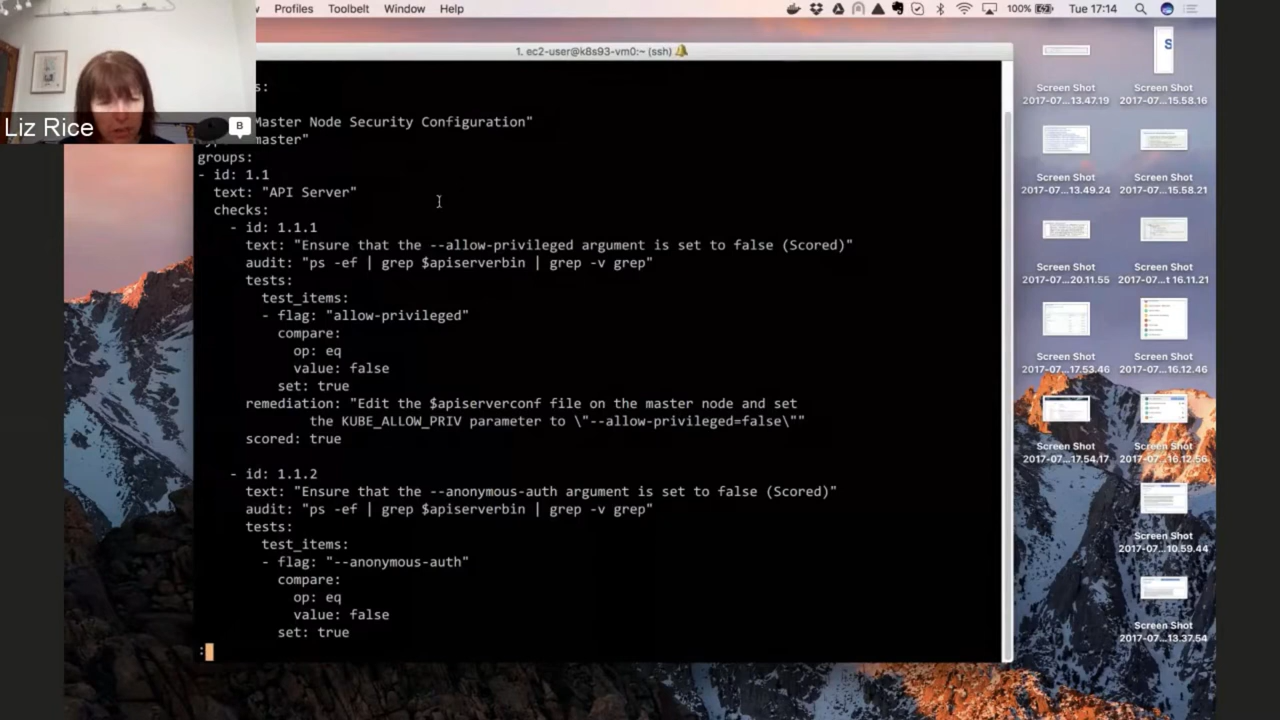 Profiles Toolbelt Window Help
100% Tue 17:14
1. ec2-user@k8s93-vm0:~ (ssh)
Liz Rice
B
s:
Master Node Security Configuration"
master"
groups:
- id: 1.1
text: "API Server"
checks:
- id: 1.1.1
text: "Ensure that the --allow-privileged argument is set to false (Scored)"
audit: "ps -ef | grep $apiserverbin | grep -v grep"
tests:
test_items:
- flag: "allow-privileged"
compare:
op: eq
value: false
set: true
remediation: "Edit the $apiserverconf file on the master node and set
the KUBE_ALLOW_PRIV parameter to \"--allow-privileged=false\""
scored: true
- id: 1.1.2
text: "Ensure that the --anonymous-auth argument is set to false (Scored)"
audit: "ps -ef | grep $apiserverbin | grep -v grep"
tests:
test_items:
- flag: "--anonymous-auth"
compare:
op: eq
value: false
set: true
:
S
Screen Shot
2017-07...13.47.19
Screen Shot
2017-07...15.58.16
Screen Shot
2017-07...13.49.24
Screen Shot
2017-07...15.58.21
Screen Shot
2017-07...20.11.55
Screen Shot
2017-07...t 16.11.21
Screen Shot
2017-07...17.53.46
Screen Shot
2017-07...16.12.46
Screen Shot
2017-07...17.54.17
Screen Shot
2017-07...16.12.56
Screen Shot
2017-07...10.59.44
Screen Shot
2017-07...13.37.54